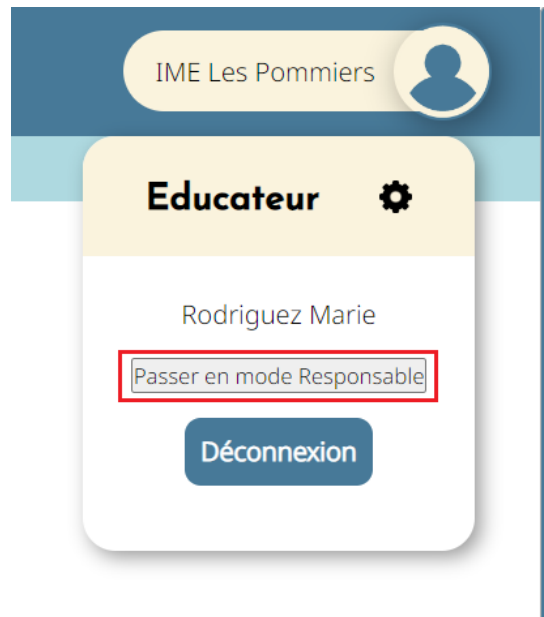 IME Les Pommiers
Educateur
Rodriguez Marie
Passer en mode Responsable
Déconnexion